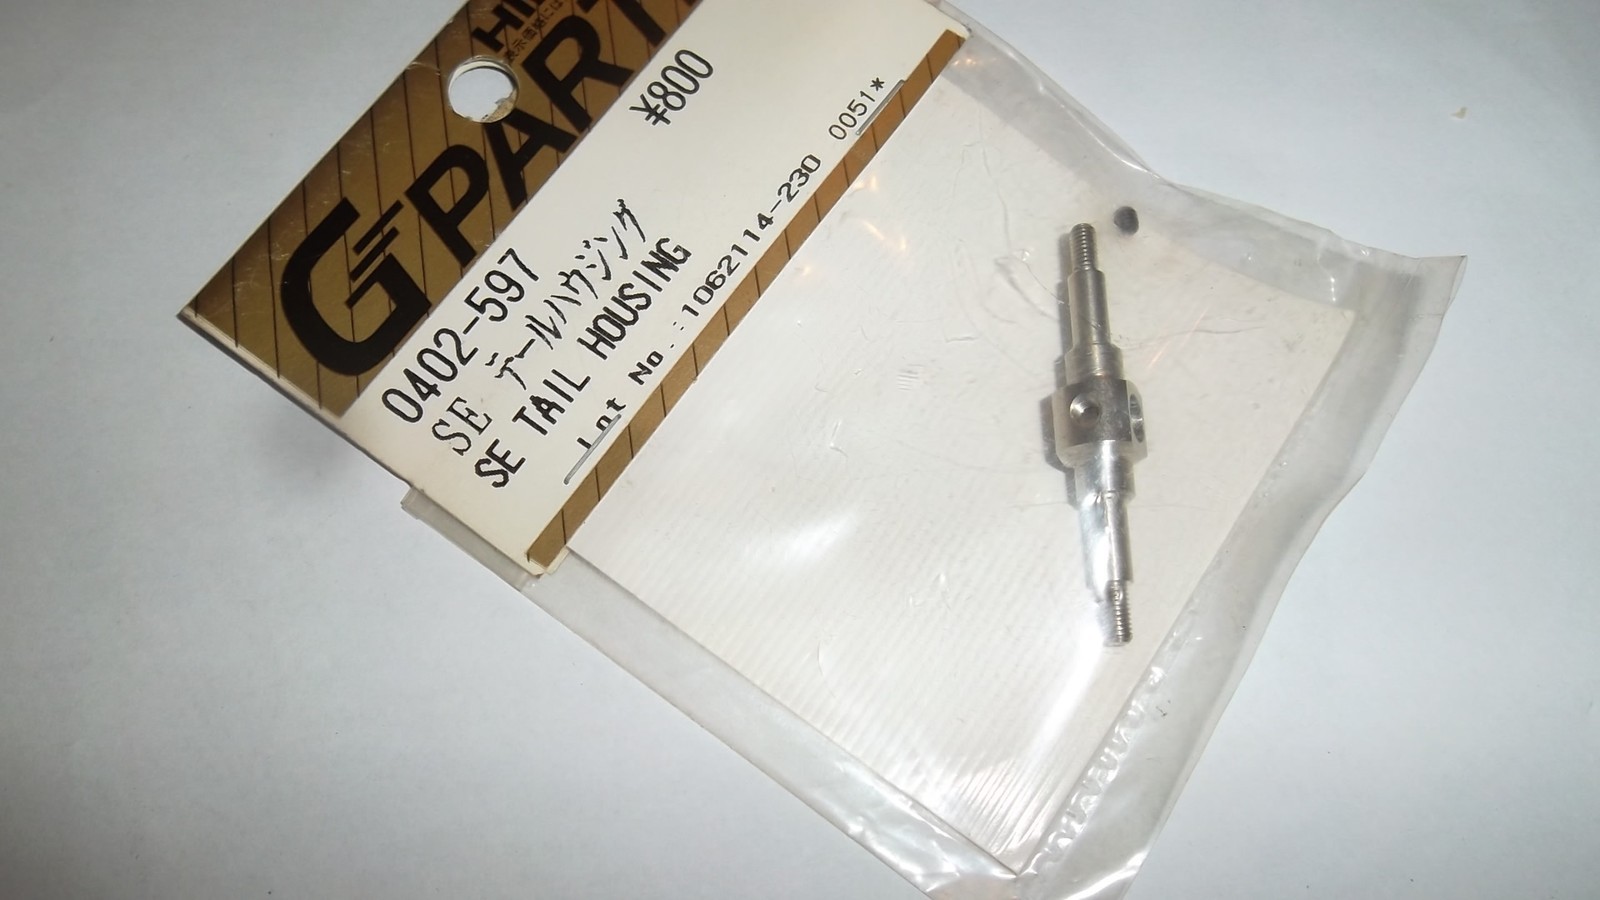 G-PART
¥800
0402-597
SE テールハウジング
SE TAIL HOUSING
Lot No.:1062114-230 0051*